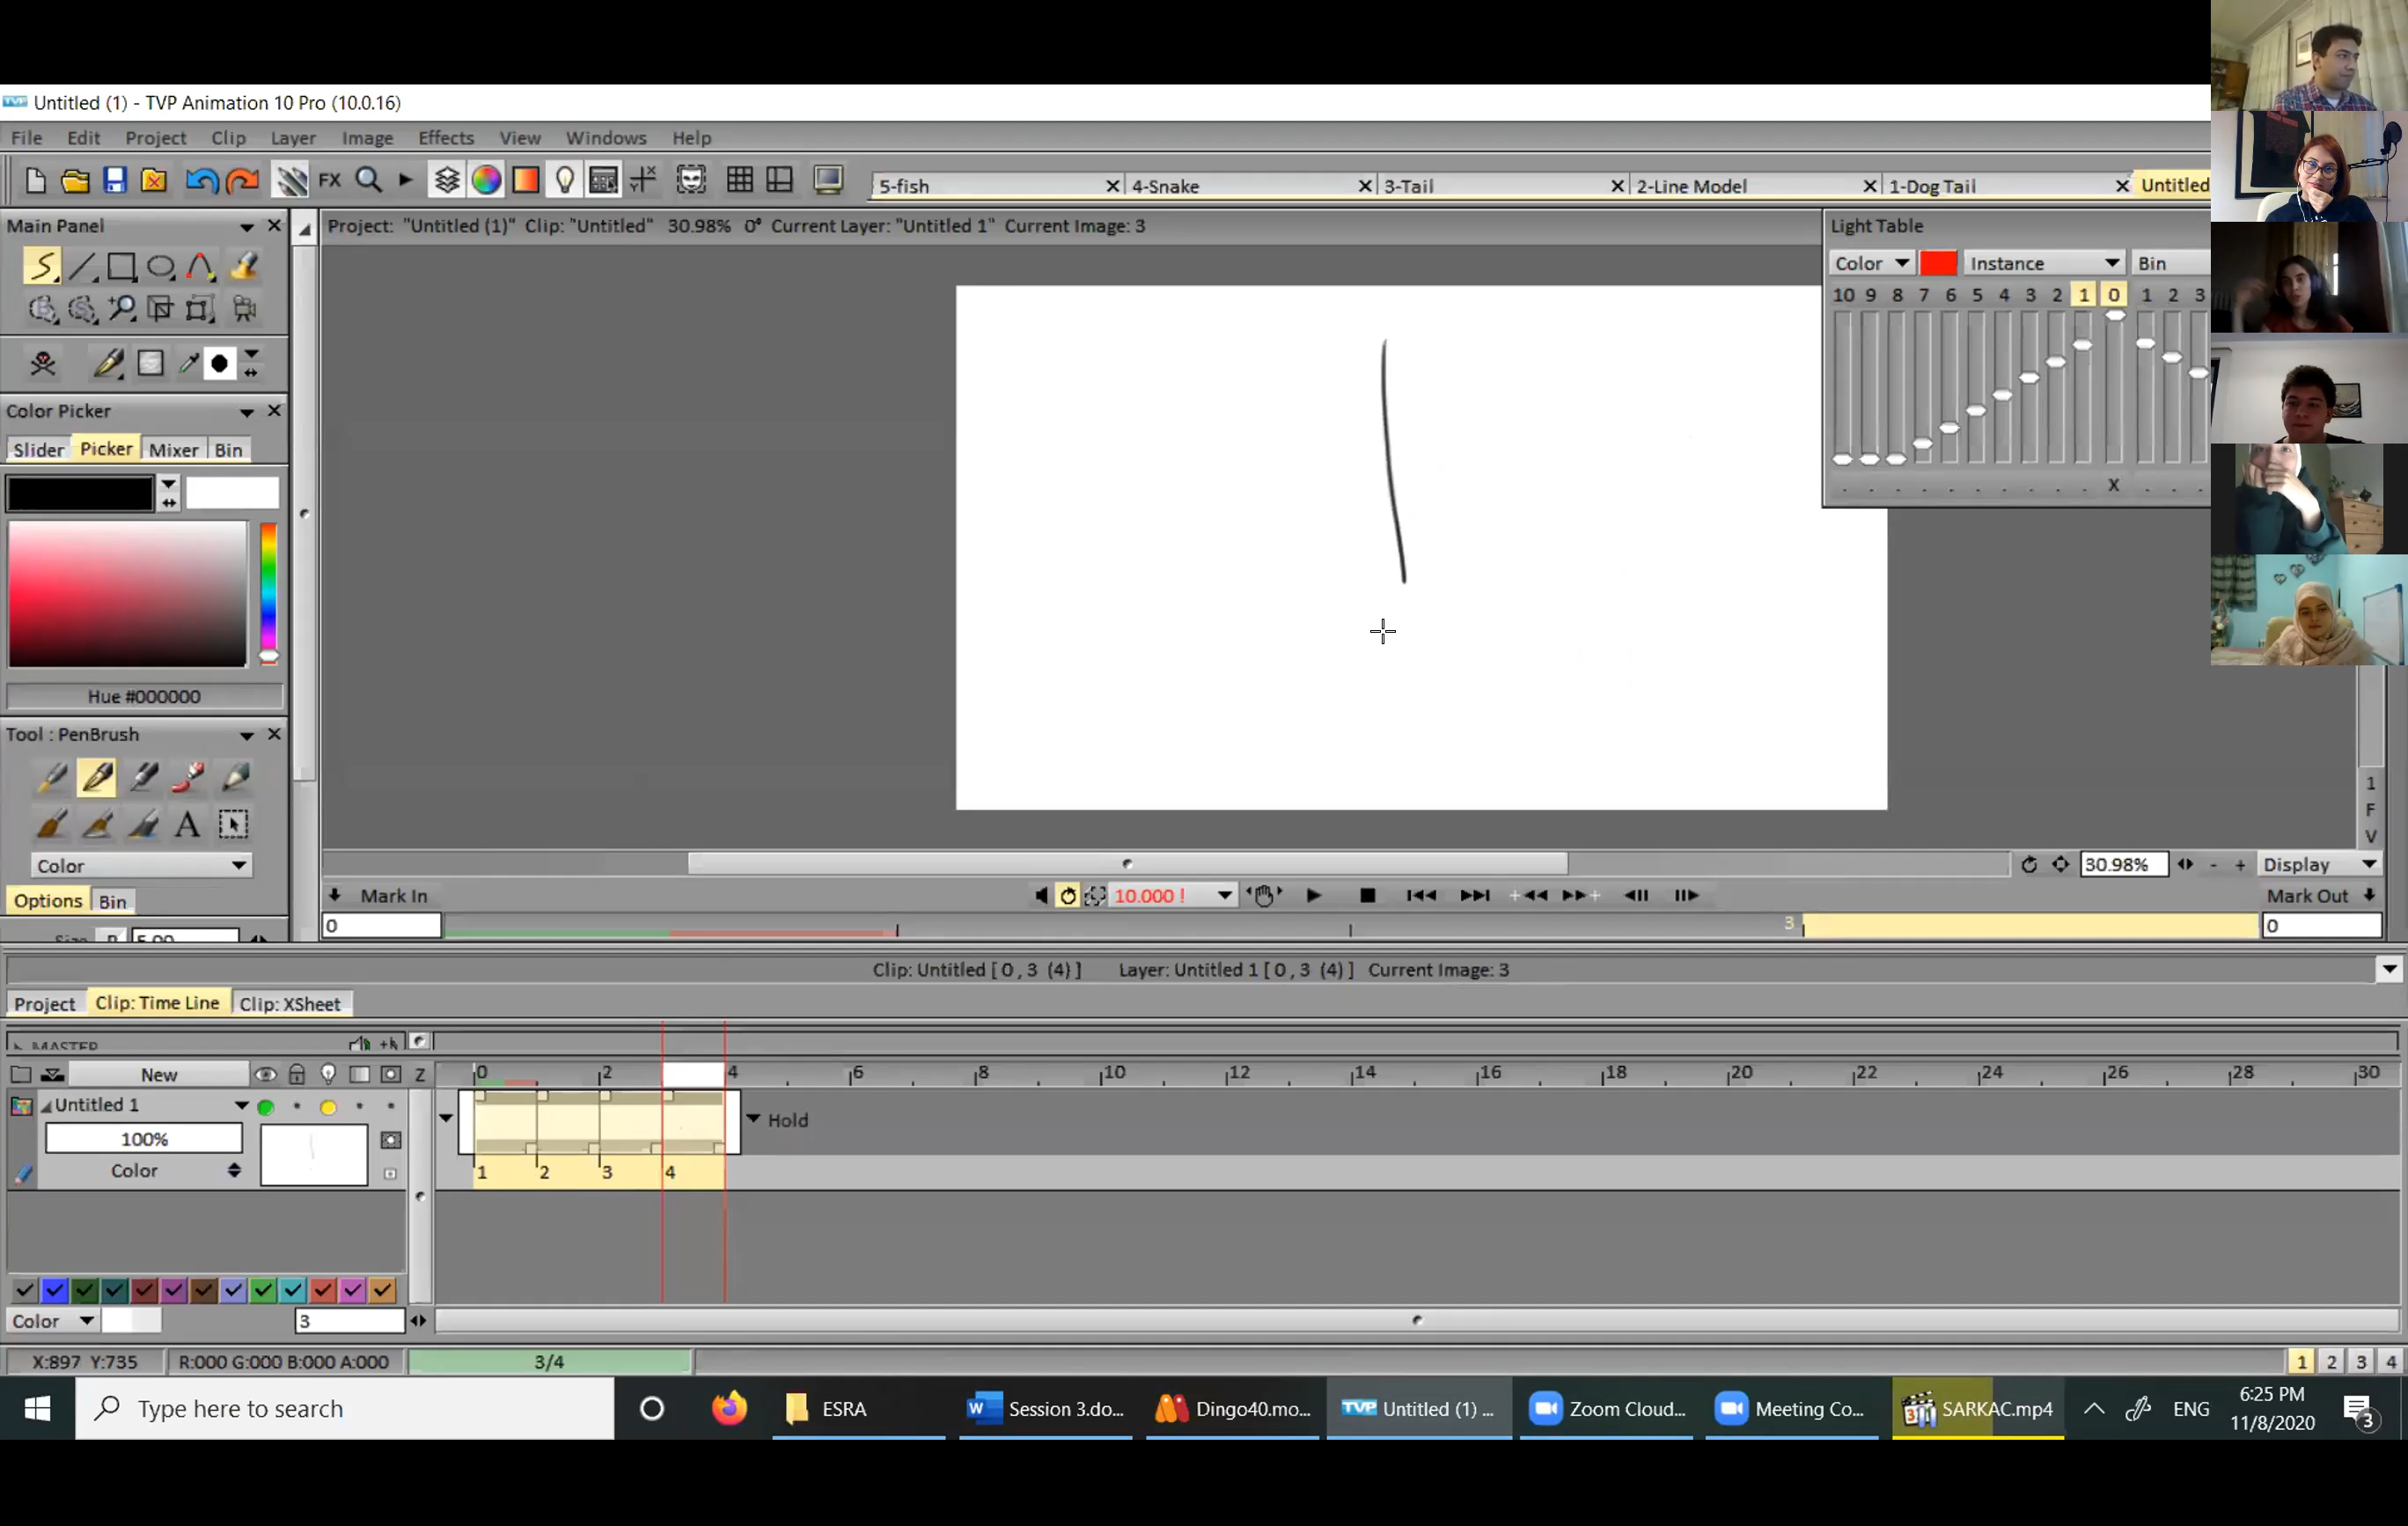 TVP Untitled (1) - TVP Animation 10 Pro (10.0.16)
File Edit Project Clip Layer Image Effects View Windows Help
FX
5-fish 4-Snake 3-Tail 2-Line Model 1-Dog Tail Untitled
Main Panel
Project: "Untitled (1)" Clip: "Untitled" 30.98% 0° Current Layer: "Untitled 1" Current Image: 3
Light Table
Color Instance Bin
10 9 8 7 6 5 4 3 2 1 0 1 2 3
X
Color Picker
Slider Picker Mixer Bin
Hue #000000
Tool : PenBrush
A
Color
Options Bin
Size P 5.00
1
F
V
30.98% - + Display
Mark In 10.000 ! Mark Out
0 3 0
Clip: Untitled [ 0 , 3 (4) ] Layer: Untitled 1 [ 0 , 3 (4) ] Current Image: 3
Project Clip: Time Line Clip: XSheet
MASTER
New Z 0 2 4 6 8 10 12 14 16 18 20 22 24 26 28 30
Untitled 1
100% Hold
Color 1 2 3 4
Color 3
X:897 Y:735 R:000 G:000 B:000 A:000 3/4 1 2 3 4
Type here to search ESRA Session 3.do... Dingo40.mo... TVP Untitled (1) ... Zoom Cloud... Meeting Co... SARKAC.mp4 ENG 6:25 PM
11/8/2020 3